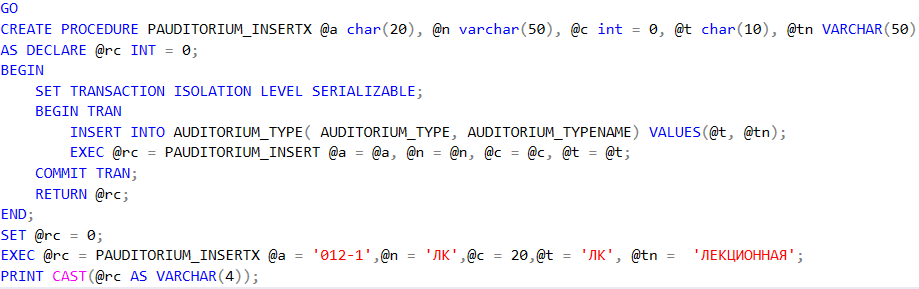 GO
CREATE PROCEDURE PAUDITORIUM_INSERTX @a char(20), @n varchar(50), @c int = 0, @t char(10), @tn VARCHAR(50)
AS DECLARE @rc INT = 0;
BEGIN
    SET TRANSACTION ISOLATION LEVEL SERIALIZABLE;
    BEGIN TRAN
        INSERT INTO AUDITORIUM_TYPE( AUDITORIUM_TYPE, AUDITORIUM_TYPENAME) VALUES(@t, @tn);
        EXEC @rc = PAUDITORIUM_INSERT @a = @a, @n = @n, @c = @c, @t = @t;
    COMMIT TRAN;
    RETURN @rc;
END;
SET @rc = 0;
EXEC @rc = PAUDITORIUM_INSERTX @a = '012-1',@n = 'ЛК',@c = 20,@t = 'ЛК', @tn =  'ЛЕКЦИОННАЯ';
PRINT CAST(@rc AS VARCHAR(4));